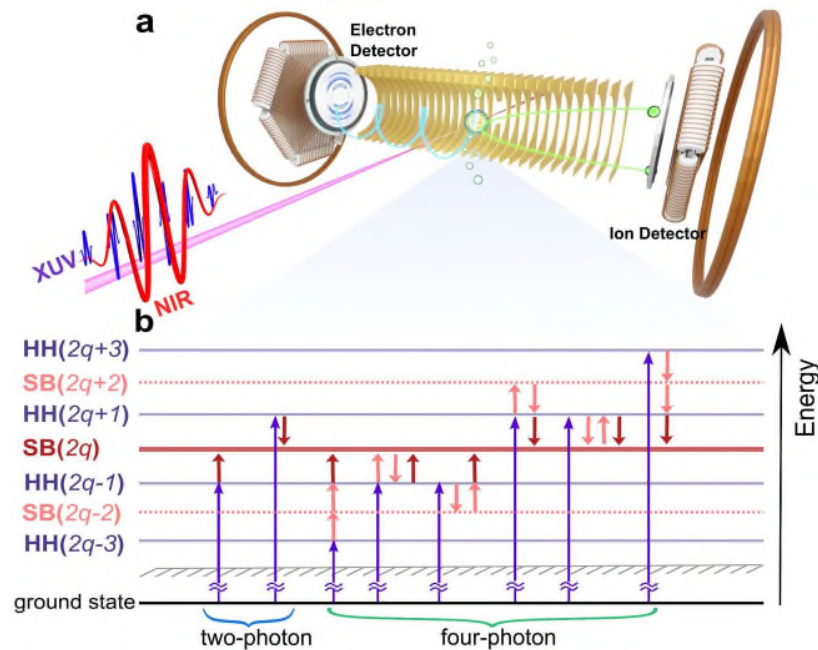 a
Electron
Detector
XUV
NIR
Ion Detector
b
HH(2q+3)
SB(2q+2)
HH(2q+1)
SB(2q)
HH(2q-1)
SB(2q-2)
HH(2q-3)
ground state
two-photon
four-photon
Energy